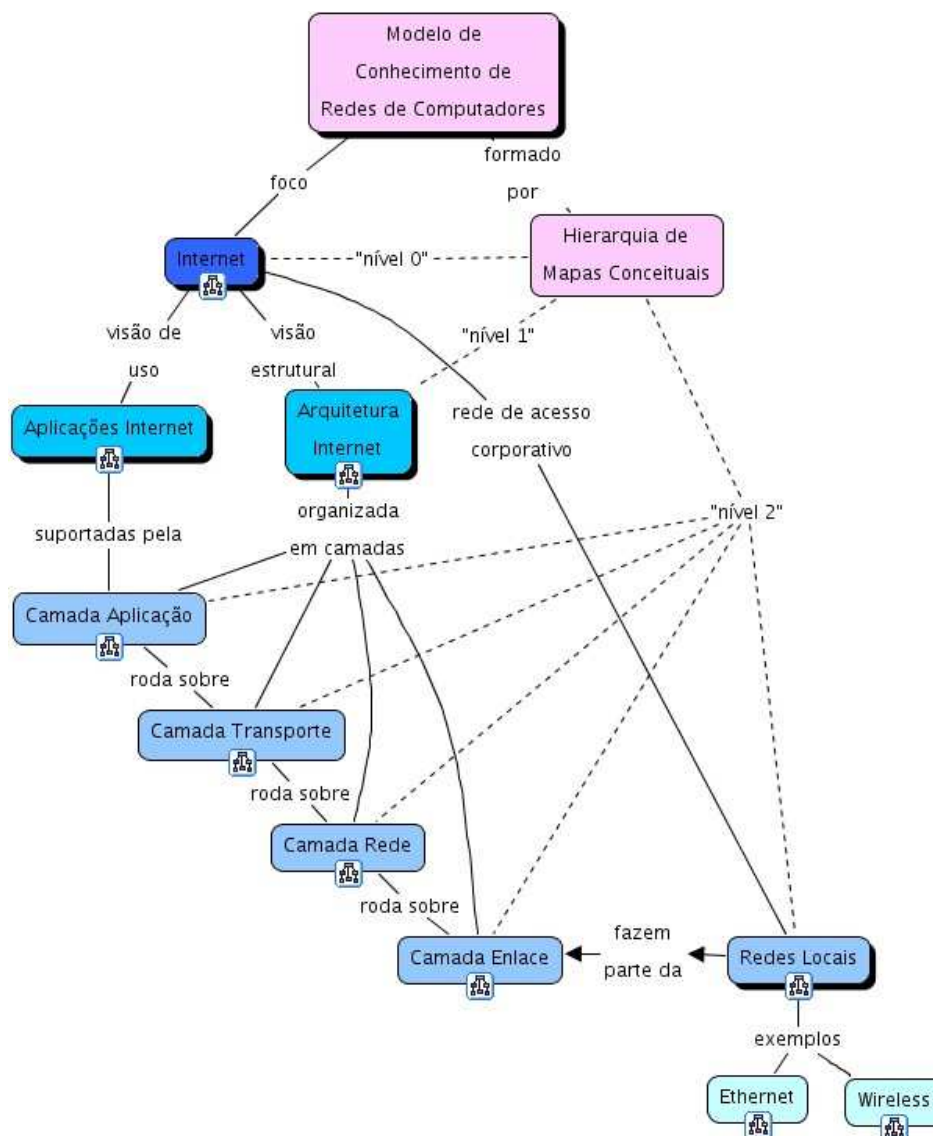 Modelo de
Conhecimento de
Redes de Computadores
formado
por
foco
Hierarquia de
Mapas Conceituais
Internet
"nível 0"
"nível 1"
visão de
uso
visão
estrutural
Aplicações Internet
Arquitetura
Internet
rede de acesso
corporativo
organizada
em camadas
"nível 2"
suportadas pela
Camada Aplicação
roda sobre
Camada Transporte
roda sobre
Camada Rede
roda sobre
Camada Enlace
fazem
parte da
Redes Locais
exemplos
Ethernet
Wireless